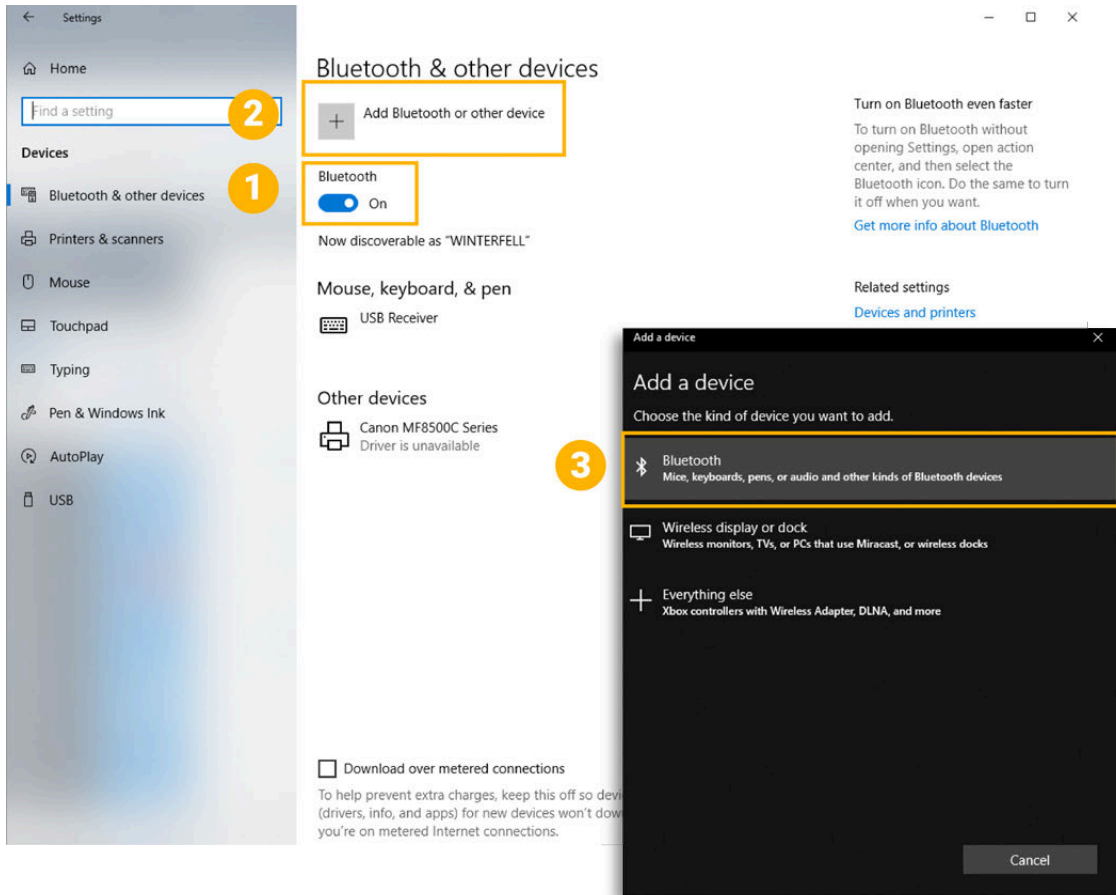 Settings
Home
Find a setting
Devices
Bluetooth & other devices
Printers & scanners
Mouse
Touchpad
Typing
Pen & Windows Ink
AutoPlay
USB
2
1
Bluetooth & other devices
Add Bluetooth or other device
Bluetooth
On
Now discoverable as “WINTERFELL”
Mouse, keyboard, & pen
USB Receiver
Other devices
Canon MF8500C Series
Driver is unavailable
Download over metered connections
To help prevent extra charges, keep this off so
(drivers, info, and apps) for new devices won’t
you’re on metered Internet connections.
Turn on Bluetooth even faster
To turn on Bluetooth without
opening Settings, open action
center, and then select the
Bluetooth icon. Do the same to turn
it off when you want.
Get more info about Bluetooth
Related settings
Devices and printers
Add a device
Add a device
Choose the kind of device you want to add.
3
Bluetooth
Mice, keyboards, pens, or audio and other kinds of Bluetooth devices
Wireless display or dock
Wireless monitors, TVs, or PCs that use Miracast, or wireless docks
Everything else
Xbox controllers with Wireless Adapter, DLNA, and more
Cancel